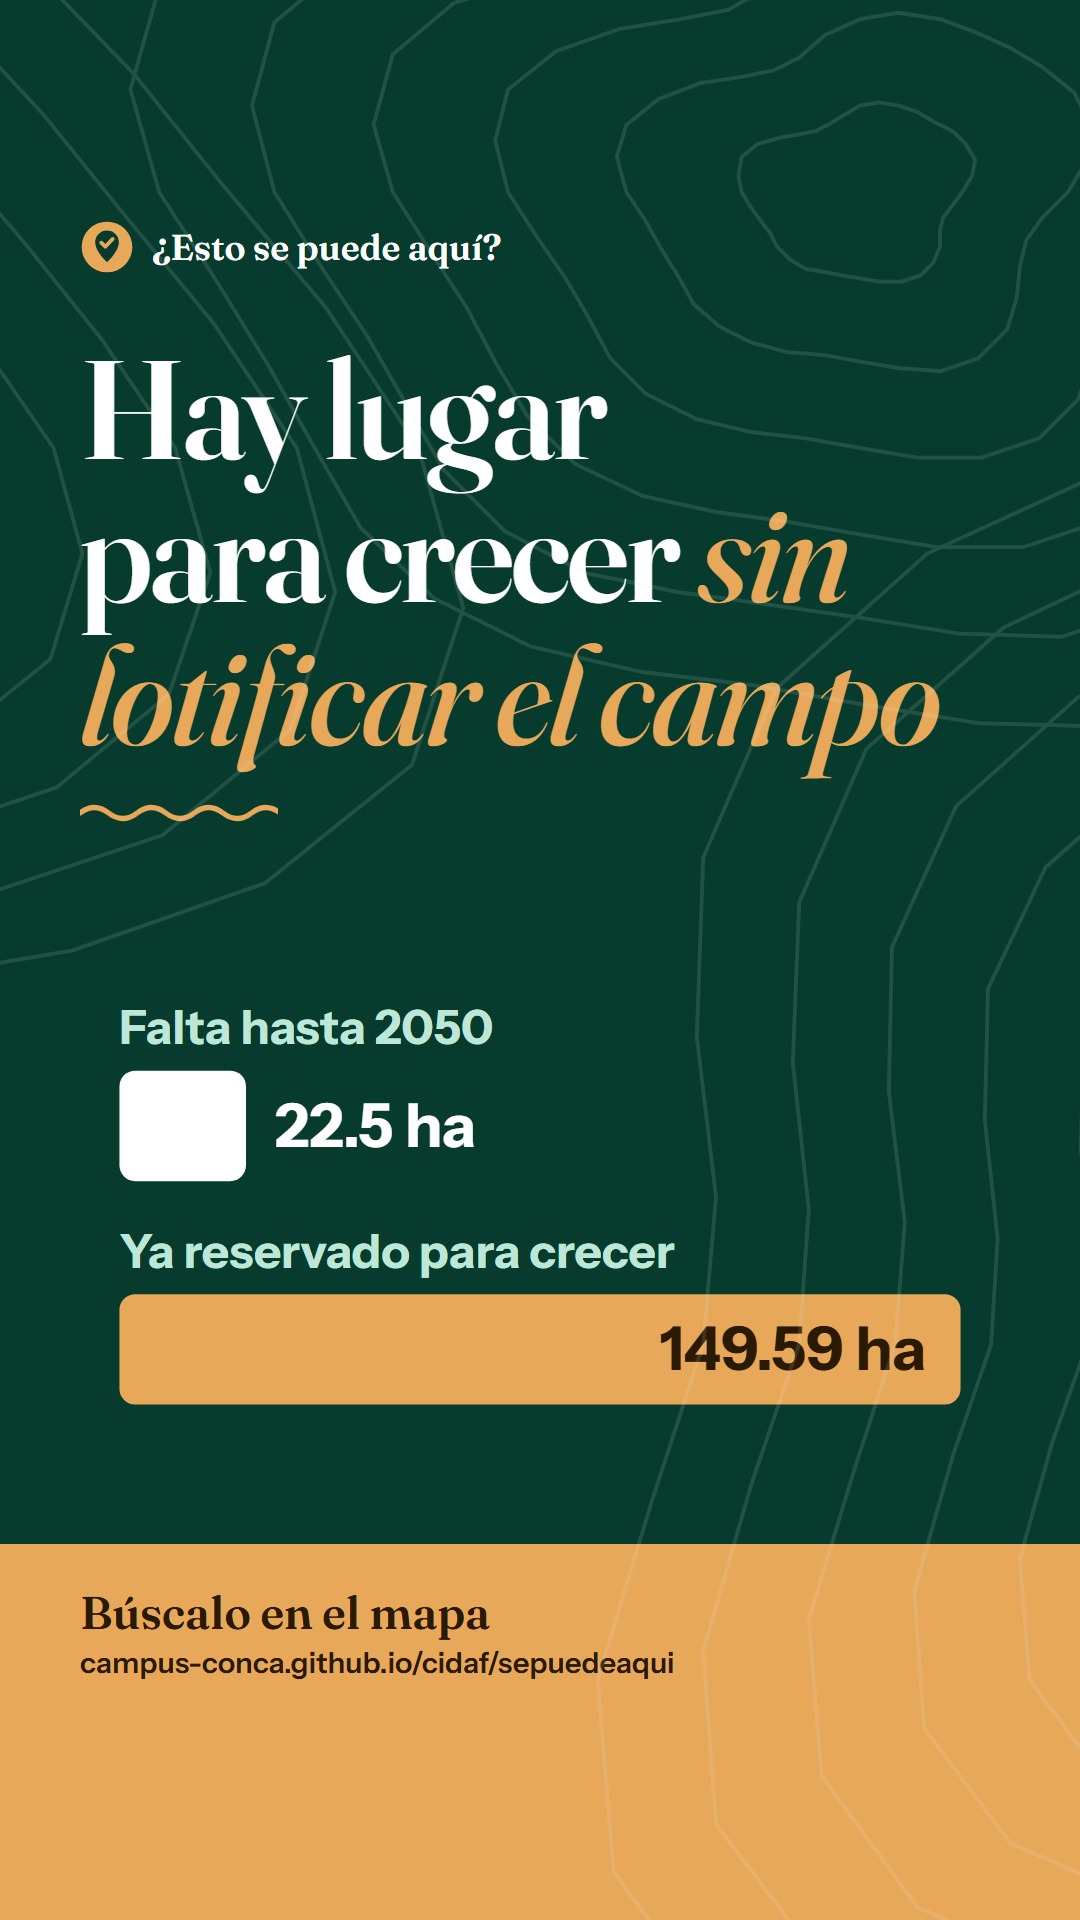 ¿Esto se puede aquí?
Hay lugar
para crecer sin
lotificar el campo
Falta hasta 2050
22.5 ha
Ya reservado para crecer
149.59 ha
Búscalo en el mapa
campus-conca.github.io/cidaf/sepuedeaqui